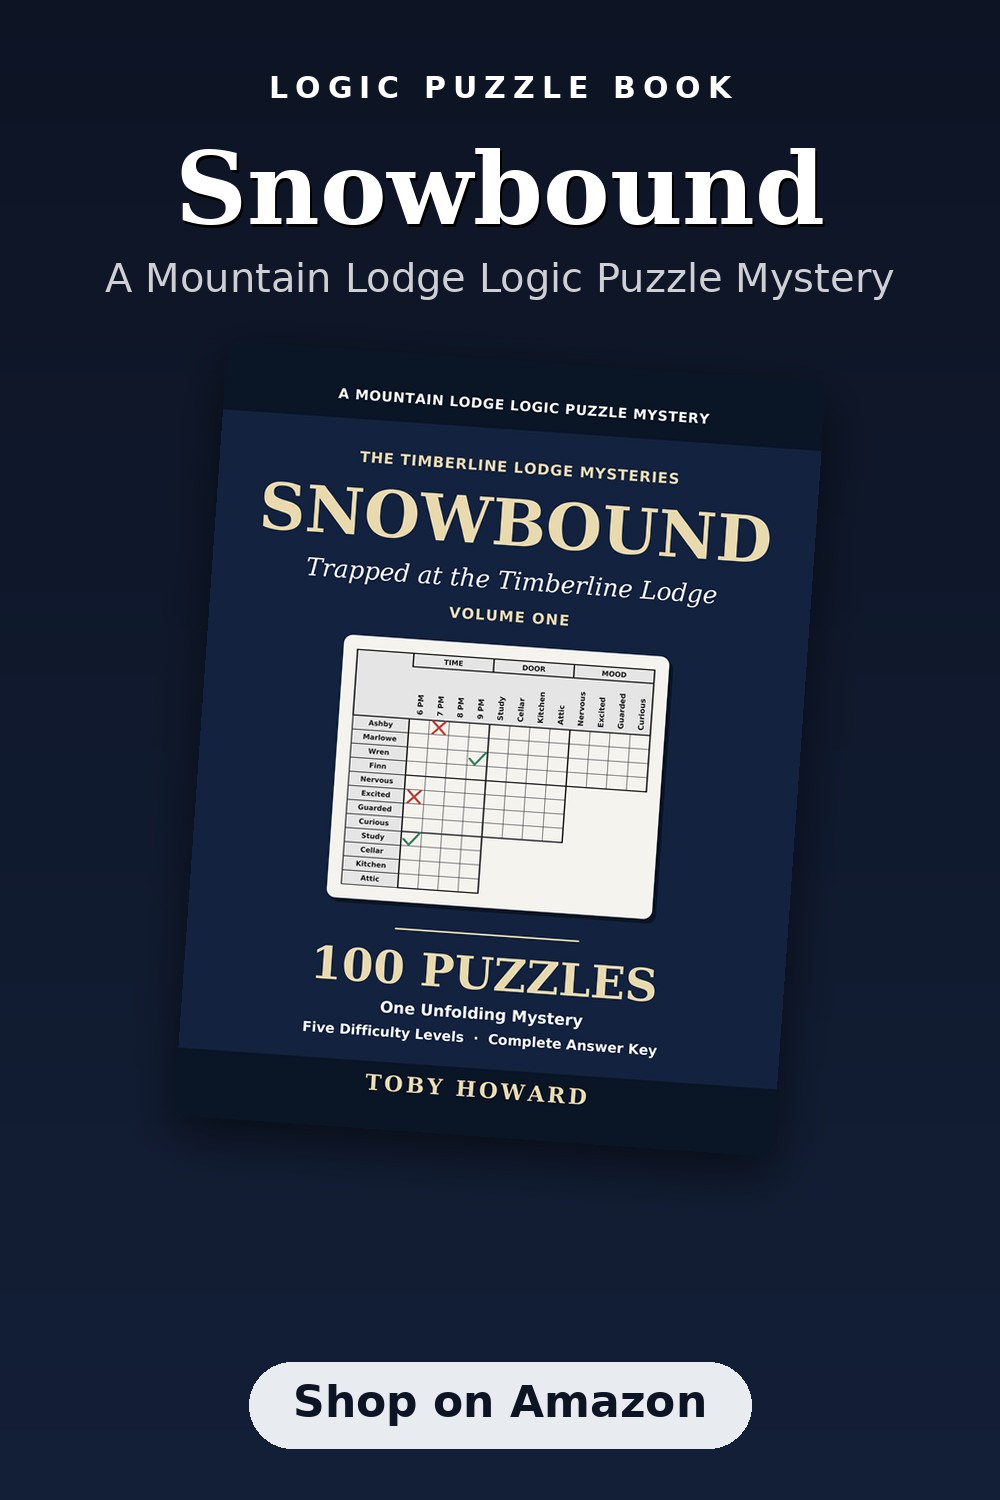 LOGIC PUZZLE BOOK
Snowbound
A Mountain Lodge Logic Puzzle Mystery
A MOUNTAIN LODGE LOGIC PUZZLE MYSTERY
THE TIMBERLINE LODGE MYSTERIES
SNOWBOUND
Trapped at the Timberline Lodge
VOLUME ONE
TIME DOOR MOOD
6 PM 7 PM 8 PM 9 PM Study Cellar Kitchen Attic Nervous Excited Guarded Curious
Ashby
Marlowe
Wren
Finn
Nervous
Excited
Guarded
Curious
Study
Cellar
Kitchen
Attic
100 PUZZLES
One Unfolding Mystery
Five Difficulty Levels · Complete Answer Key
TOBY HOWARD
Shop on Amazon